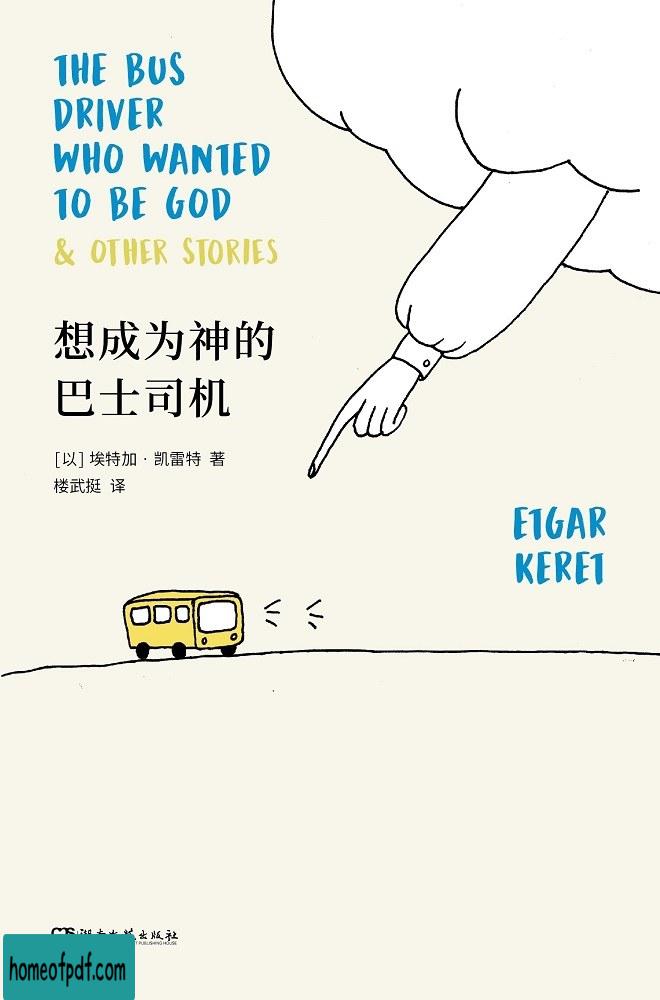 THE BUS
DRIVER
WHO WANTED
TO BE GOD
& OTHER STORIES
想成为神的
巴士司机
[以] 埃特加·凯雷特 著
楼武挺 译
ETGAR
KERET
湖南文艺出版社
PUBLISHING HOUSE
homeofpdf.com